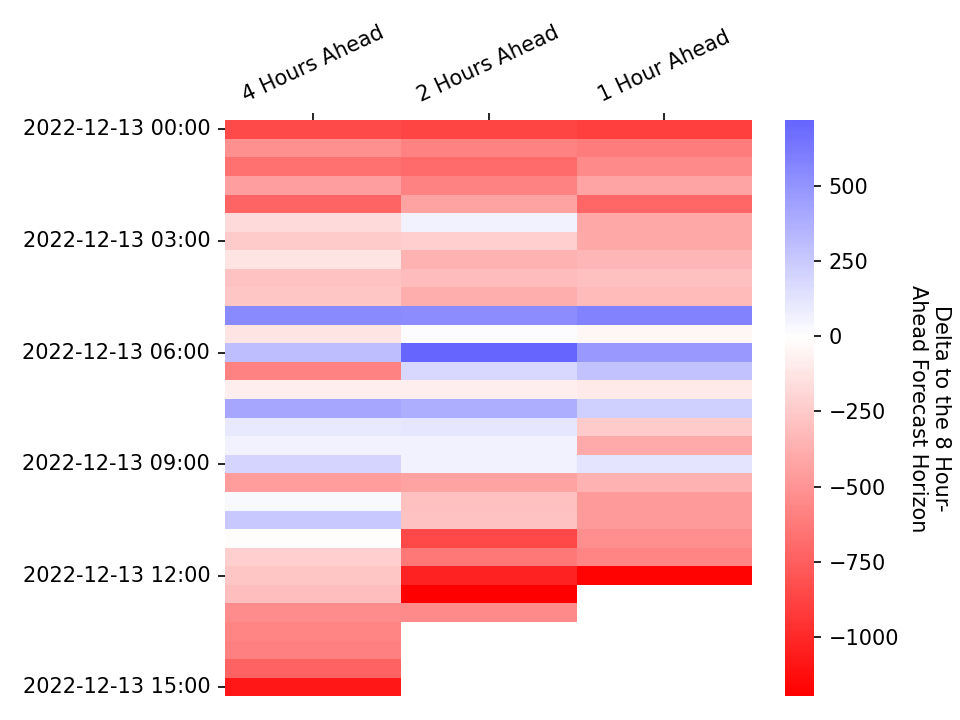 4 Hours Ahead
2 Hours Ahead
1 Hour Ahead
2022-12-13 00:00
2022-12-13 03:00
2022-12-13 06:00
2022-12-13 09:00
2022-12-13 12:00
2022-12-13 15:00
500
250
0
−250
−500
−750
−1000
Delta to the 8 Hour-
Ahead Forecast Horizon